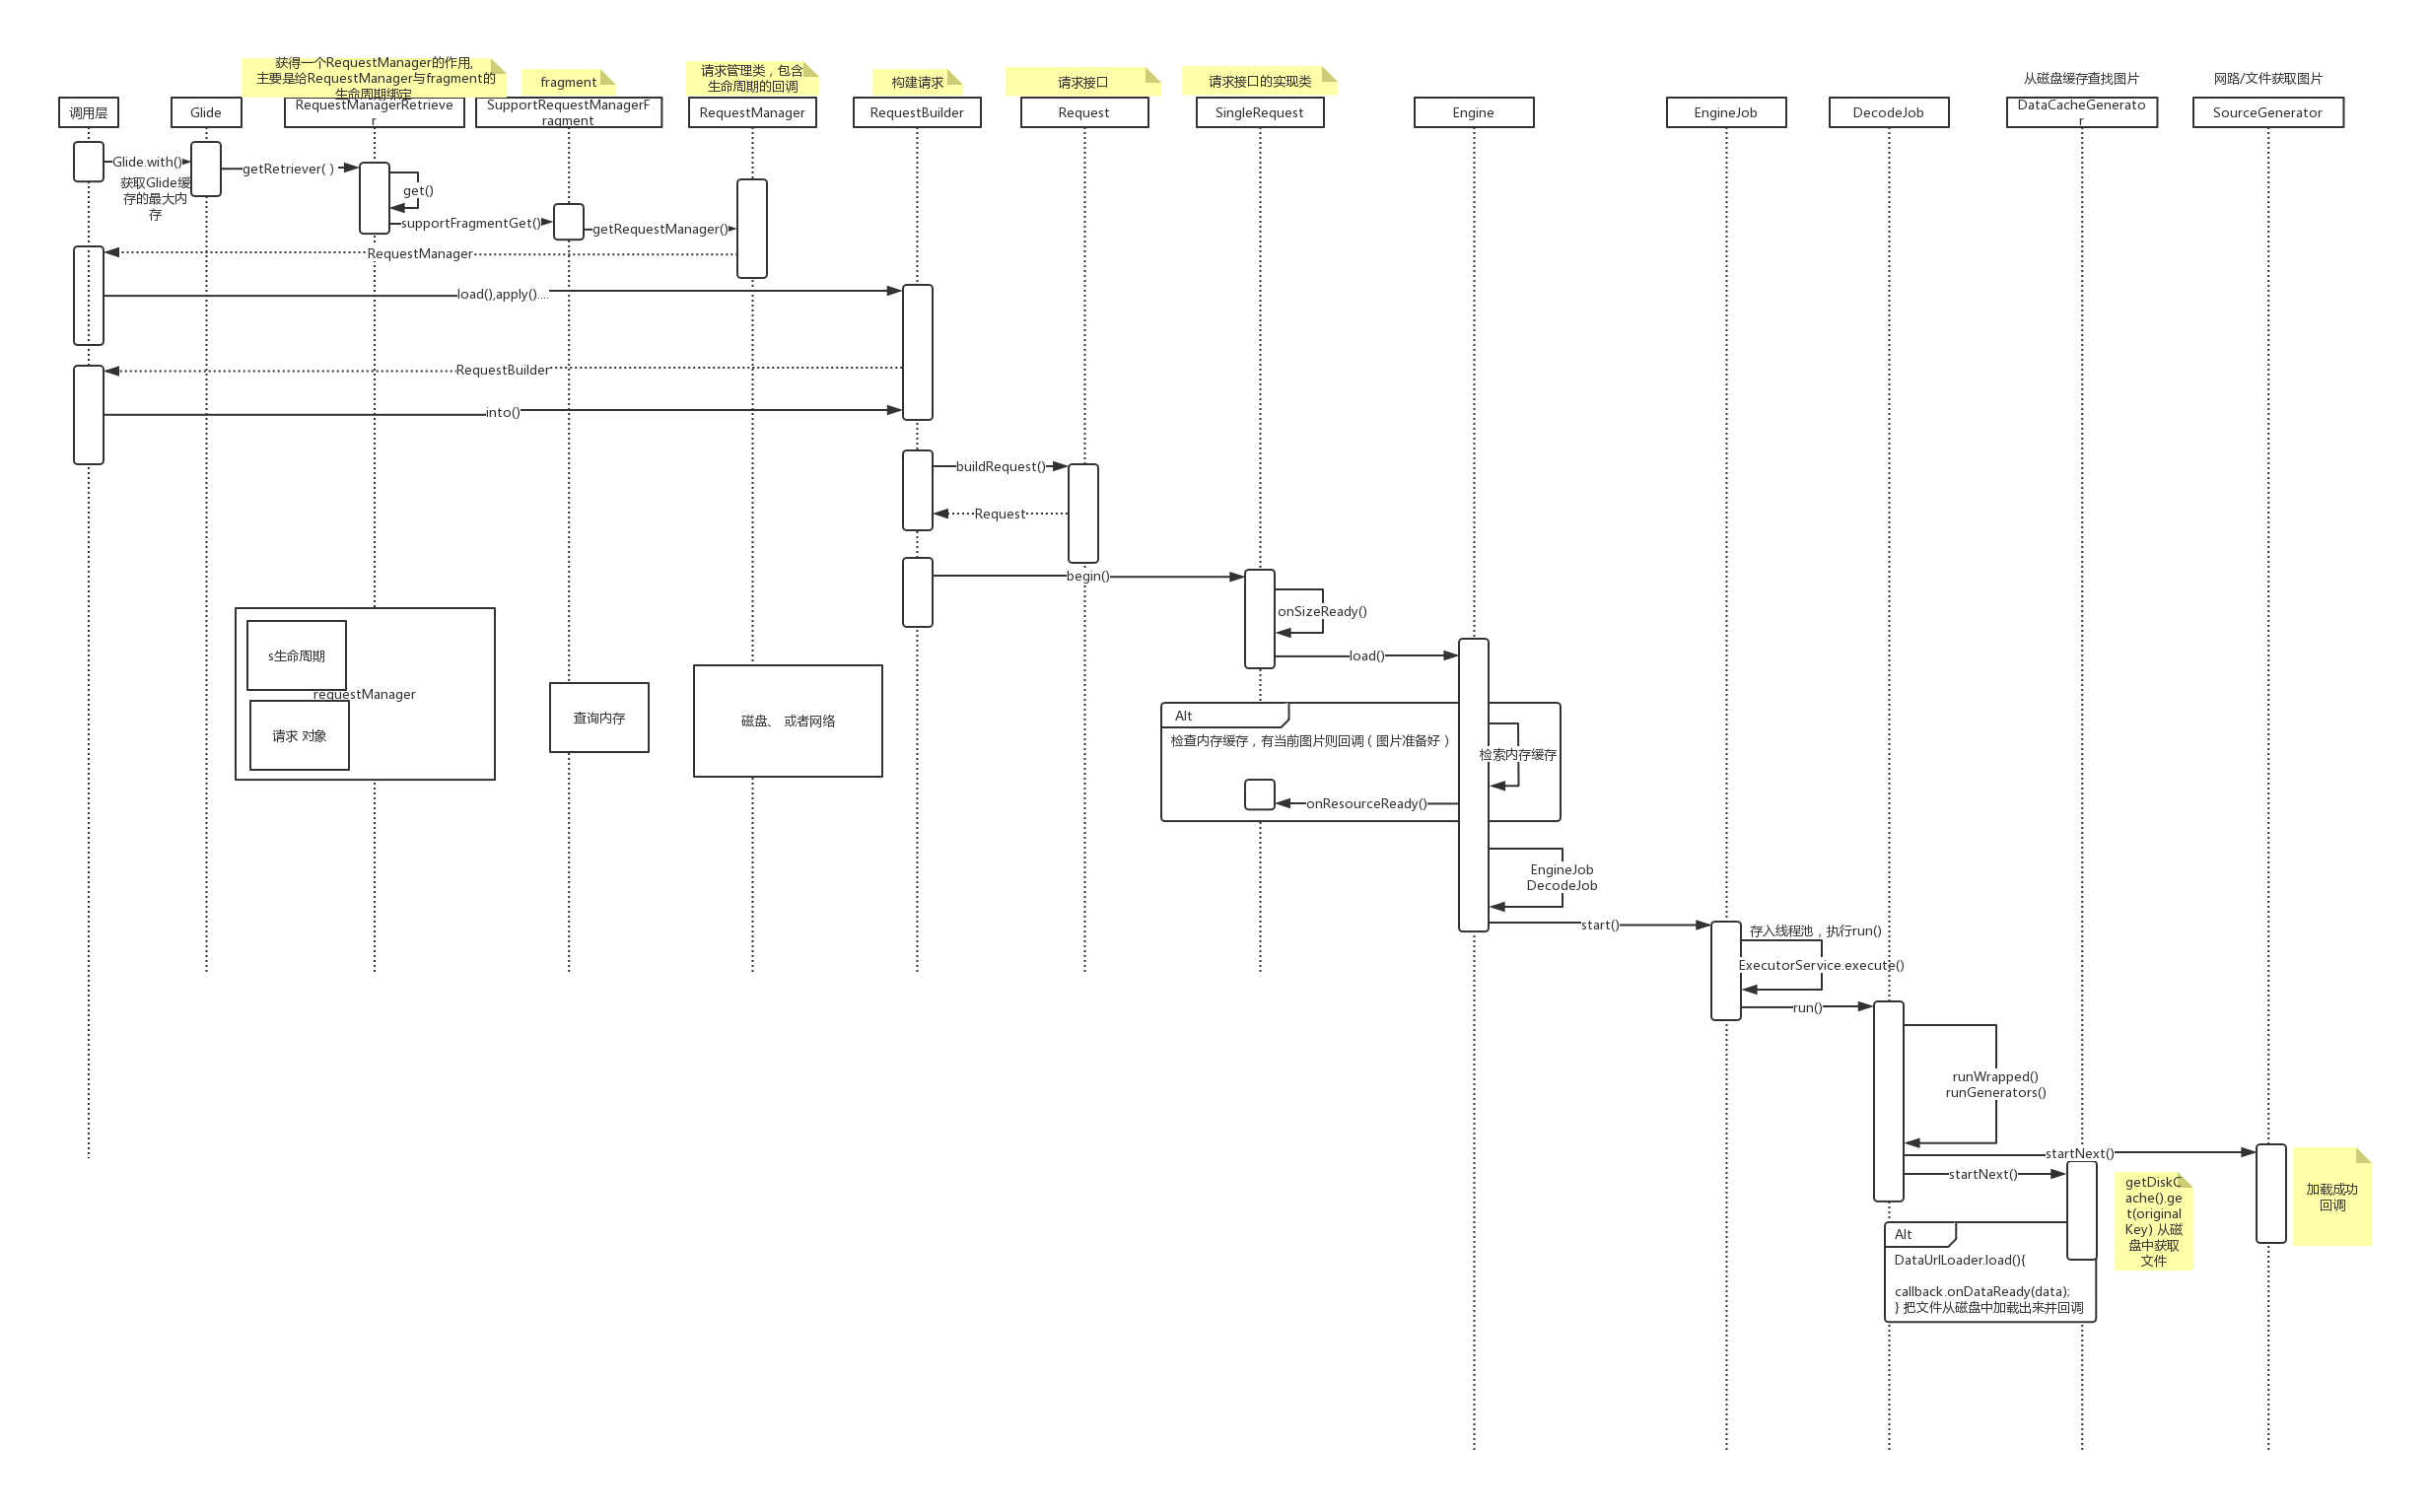 获得一个RequestManager的作用,
主要是给RequestManager与fragment的
生命周期绑定
fragment
请求管理类，包含
生命周期的回调
构建请求
请求接口
请求接口的实现类
从磁盘缓存查找图片
网路/文件获取图片
调用层
Glide
RequestManagerRetrieve
r
SupportRequestManagerF
ragment
RequestManager
RequestBuilder
Request
SingleRequest
Engine
EngineJob
DecodeJob
DataCacheGenerato
r
SourceGenerator
Glide.with()
获取Glide缓
存的最大内
存
getRetriever( )
get()
supportFragmentGet()
getRequestManager()
RequestManager
load(),apply()....
RequestBuilder
into()
buildRequest()
Request
begin()
onSizeReady()
load()
s生命周期
requestManager
请求 对象
查询内存
磁盘、 或者网络
Alt
检查内存缓存，有当前图片则回调（图片准备好）
检索内存缓存
onResourceReady()
EngineJob
DecodeJob
start()
存入线程池，执行run()
ExecutorService.execute()
run()
runWrapped()
runGenerators()
startNext()
startNext()
getDiskC
ache().ge
t(original
Key) 从磁
盘中获取
文件
加载成功
回调
Alt
DataUrlLoader.load(){
callback.onDataReady(data);
} 把文件从磁盘中加载出来并回调